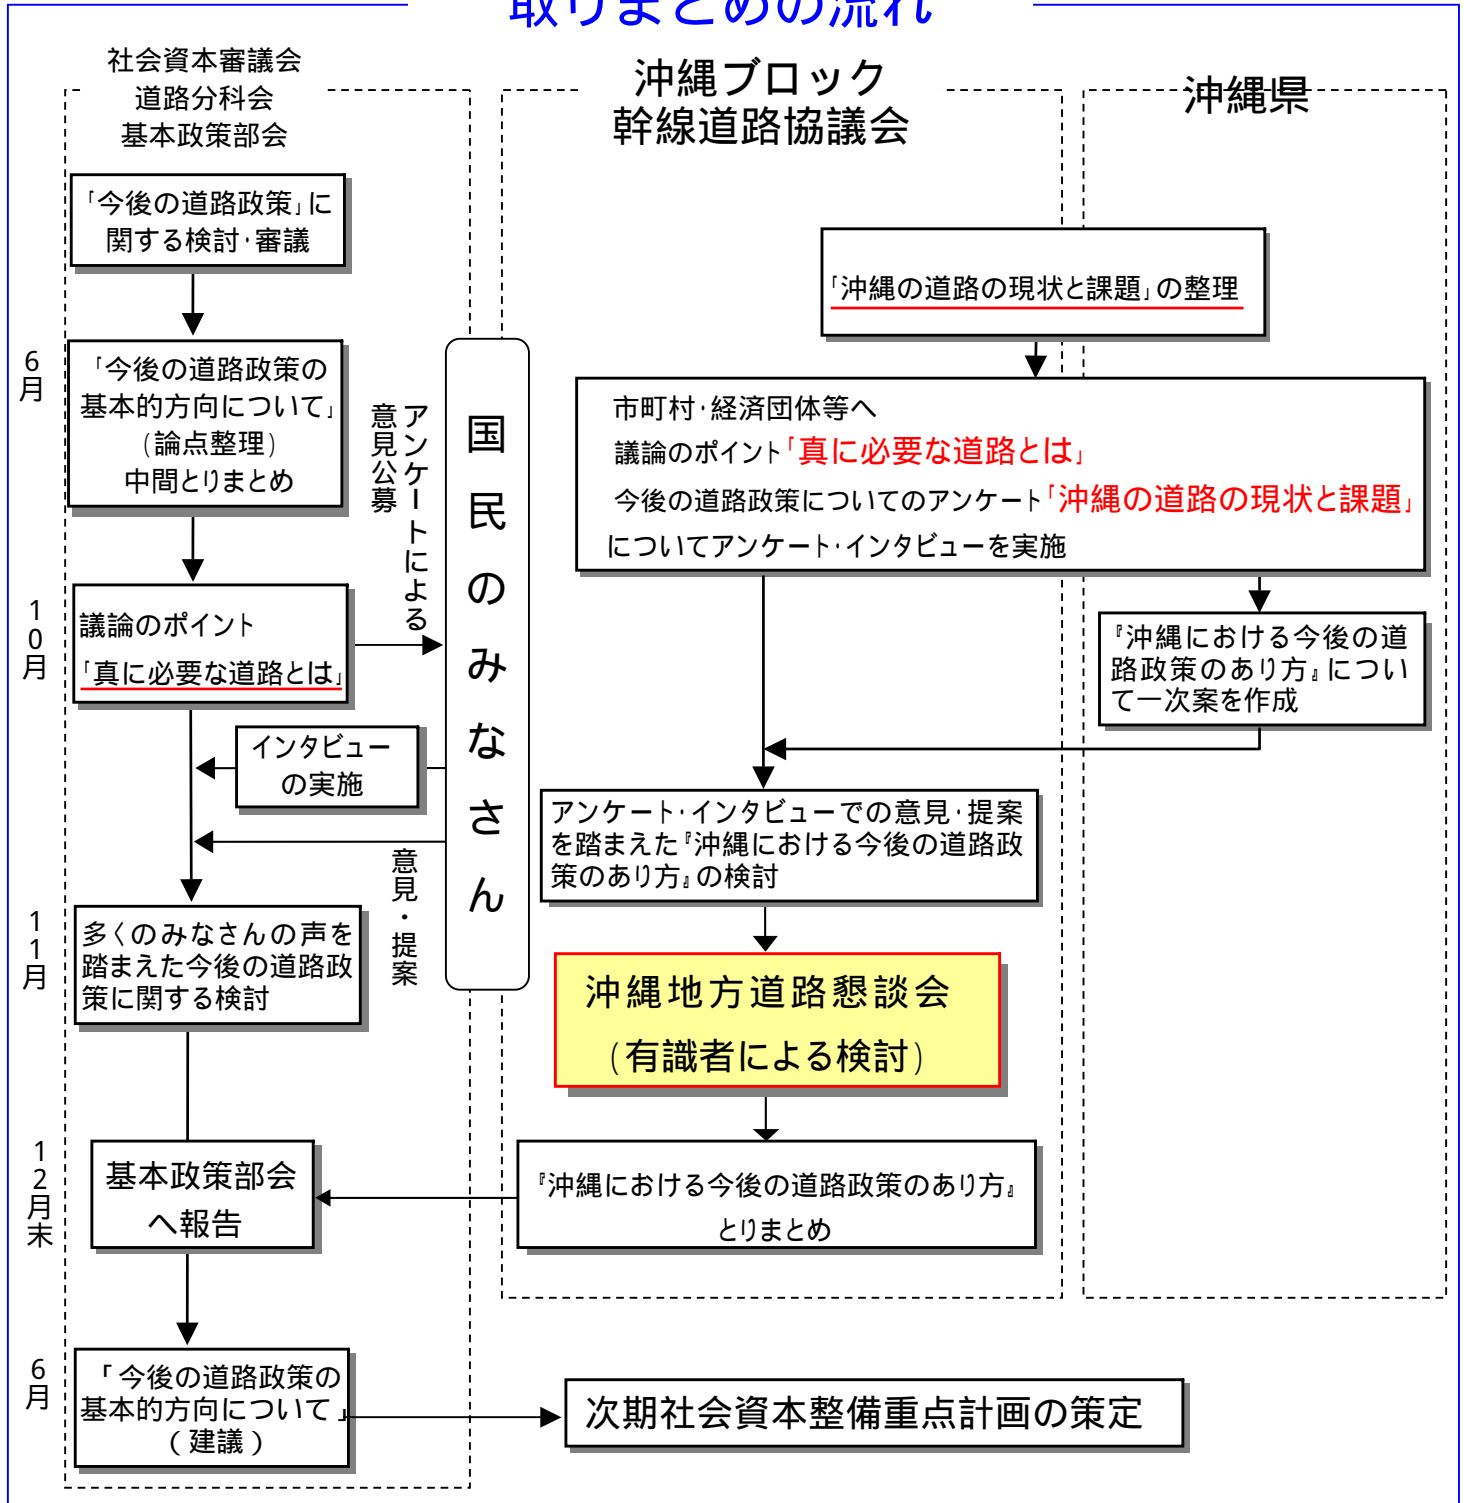 取りまとめの流れ
社会資本審議会
道路分科会
基本政策部会
沖縄ブロック
幹線道路協議会
沖縄県
「今後の道路政策」に
関する検討・審議
6月
「今後の道路政策の
基本的方向について」
(論点整理)
中間とりまとめ
10月
議論のポイント
「真に必要な道路とは」
アンケートによる
意見公募
国民のみなさん
インタビュー
の実施
意見・提案
11月
多くのみなさんの声を
踏まえた今後の道路政
策に関する検討
12月末
基本政策部会
へ報告
6月
「今後の道路政策の
基本的方向について」
(建議)
「沖縄の道路の現状と課題」の整理
市町村・経済団体等へ
議論のポイント「真に必要な道路とは」
今後の道路政策についてのアンケート「沖縄の道路の現状と課題」
についてアンケート・インタビューを実施
『沖縄における今後の道
路政策のあり方』につい
て一次案を作成
アンケート・インタビューでの意見・提案
を踏まえた『沖縄における今後の道路政
策のあり方』の検討
沖縄地方道路懇談会
(有識者による検討)
『沖縄における今後の道路政策のあり方』
とりまとめ
次期社会資本整備重点計画の策定